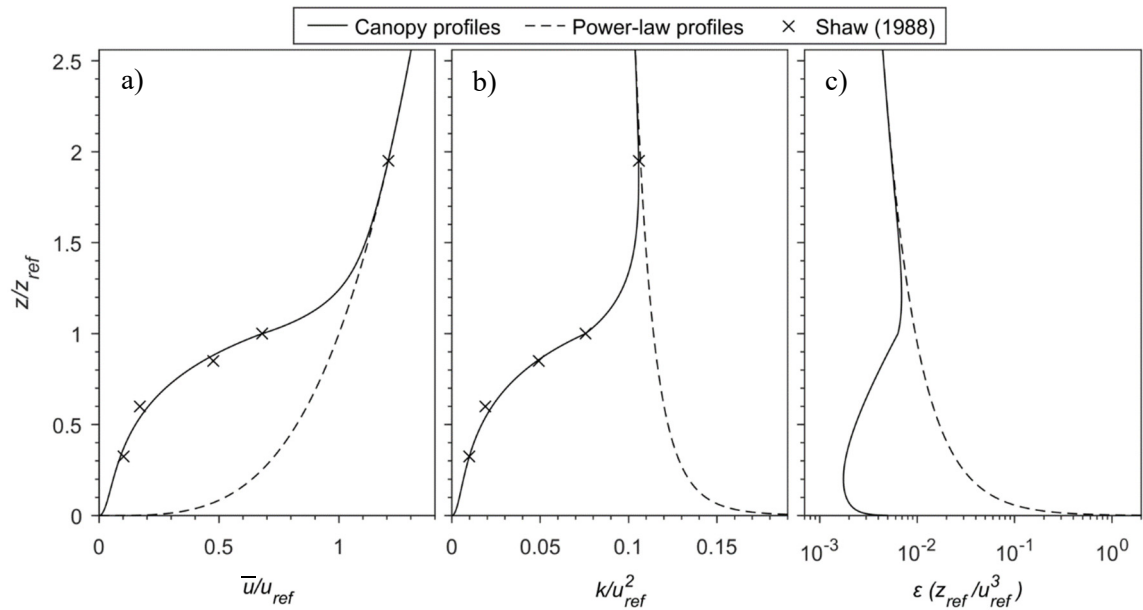 Canopy profiles Power-law profiles Shaw (1988)
a) b) c)
2.5
2
1.5
1
0.5
0
z/z_ref
0 0.5 1
0 0.05 0.1 0.15
10^-3 10^-2 10^-1 10^0
u̅/u_ref
k/u²_ref
ε (z_ref/u³_ref)